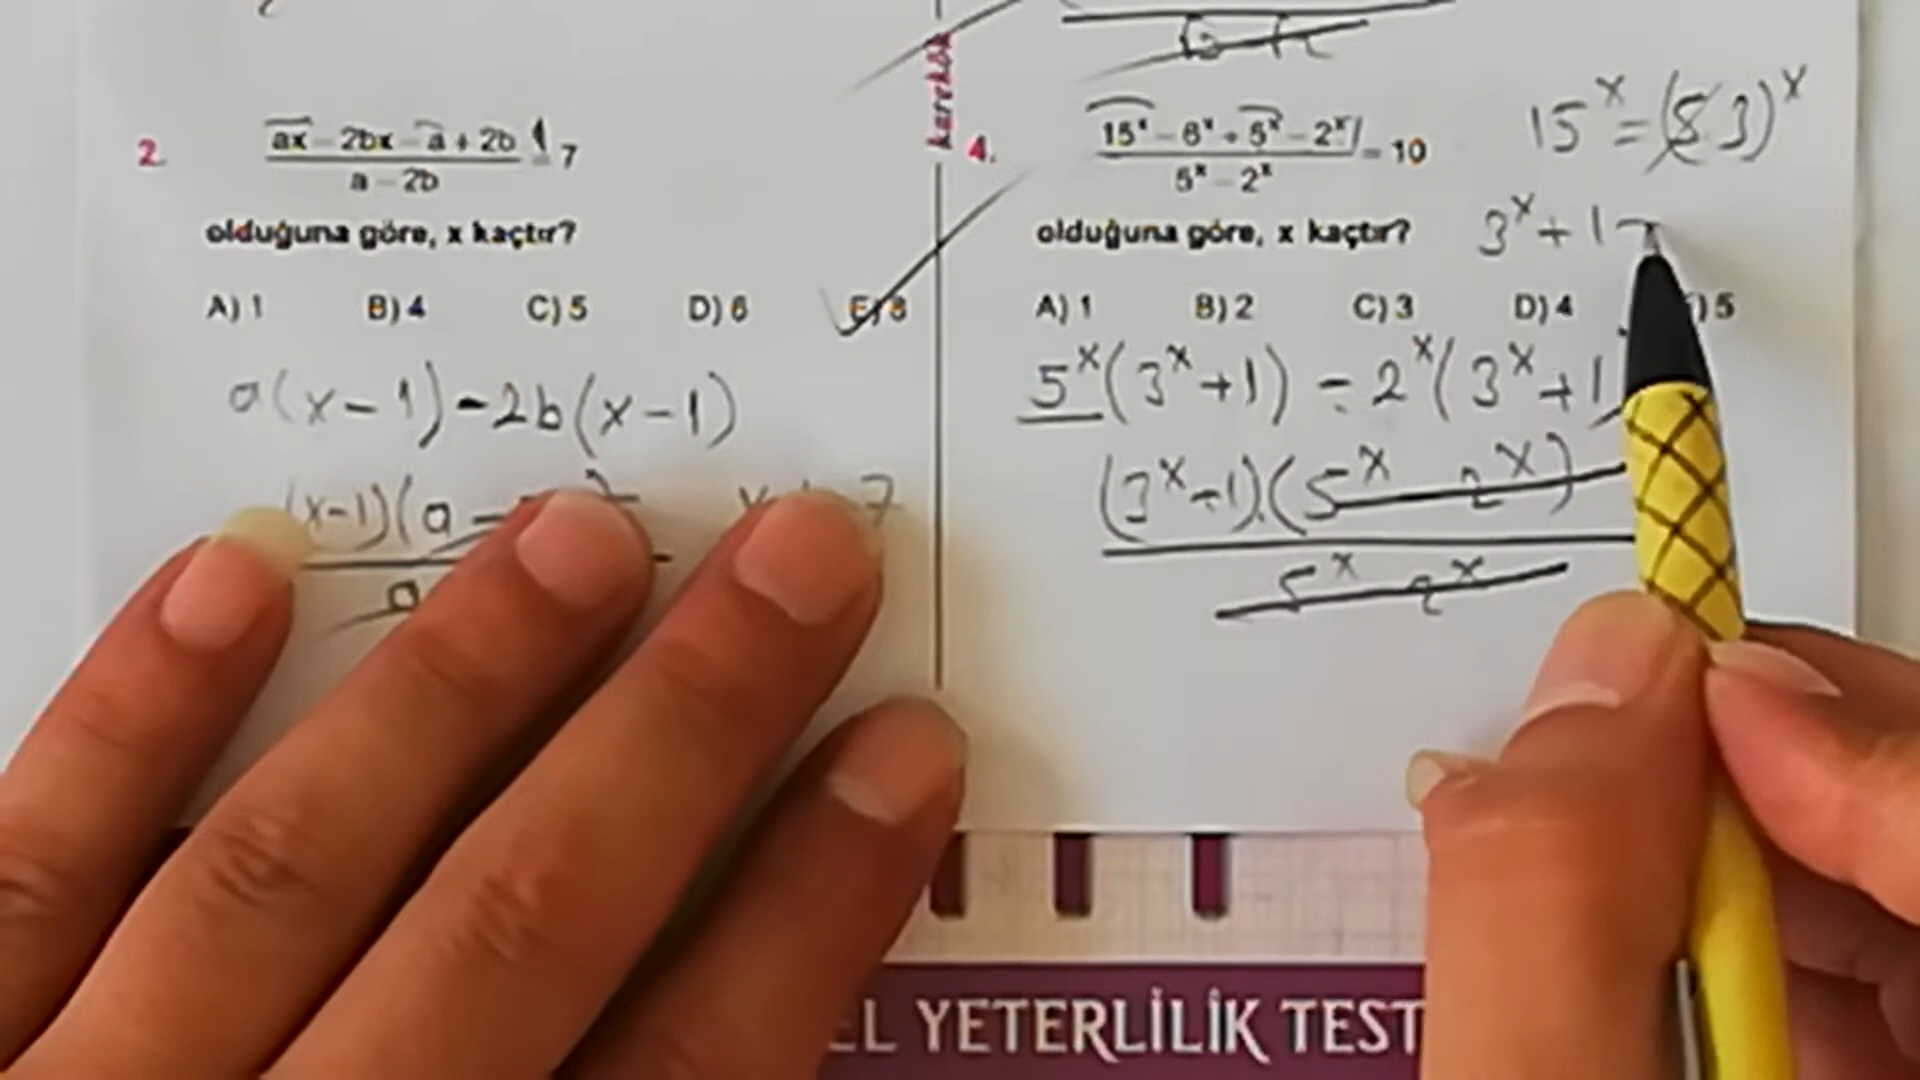 2.
ax - 2bx - a + 2b
a - 2b
= 7
olduğuna göre, x kaçtır?
A) 1 B) 4 C) 5 D) 6 E) 8
a(x-1)-2b(x-1)
(x-1)(a -
7
a
karekök
4.
15ˣ - 6ˣ + 5ˣ - 2ˣ
5ˣ - 2ˣ
= 10
15ˣ = (5.3)ˣ
olduğuna göre, x kaçtır?
3ˣ + 1
A) 1 B) 2 C) 3 D) 4 ) 5
5ˣ(3ˣ+1) - 2ˣ(3ˣ+1
(3ˣ+1).(5ˣ 2ˣ)
5ˣ 2ˣ
EL YETERLİLİK TEST